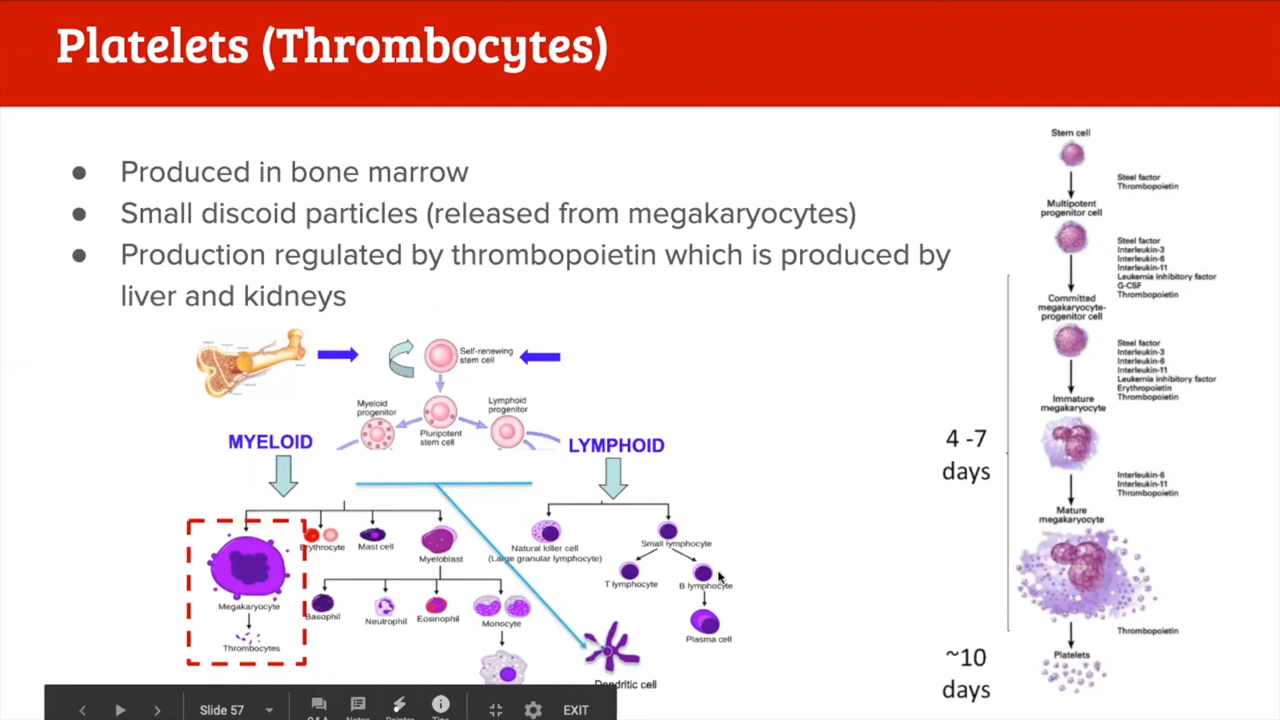 Platelets (Thrombocytes)
● Produced in bone marrow
● Small discoid particles (released from megakaryocytes)
● Production regulated by thrombopoietin which is produced by
liver and kidneys
Self-renewing
stem cell
Myeloid
progenitor
Lymphoid
progenitor
Pluripotent
stem cell
MYELOID
LYMPHOID
Erythrocyte
Mast cell
Myeloblast
Natural killer cell
(Large granular lymphocyte)
Small lymphocyte
T lymphocyte
B lymphocyte
Megakaryocyte
Basophil
Neutrophil
Eosinophil
Monocyte
Plasma cell
Thrombocytes
Dendritic cell
Stem cell
Steel factor
Thrombopoietin
Multipotent
progenitor cell
Steel factor
Interleukin-3
Interleukin-6
Interleukin-11
Leukemia inhibitory factor
G-CSF
Thrombopoietin
Committed
megakaryocyte-
progenitor cell
Steel factor
Interleukin-3
Interleukin-6
Interleukin-11
Leukemia inhibitory factor
Erythropoietin
Thrombopoietin
Immature
megakaryocyte
4 -7
days
Interleukin-6
Interleukin-11
Thrombopoietin
Mature
megakaryocyte
Thrombopoietin
Platelets
~10
days
Slide 57
EXIT